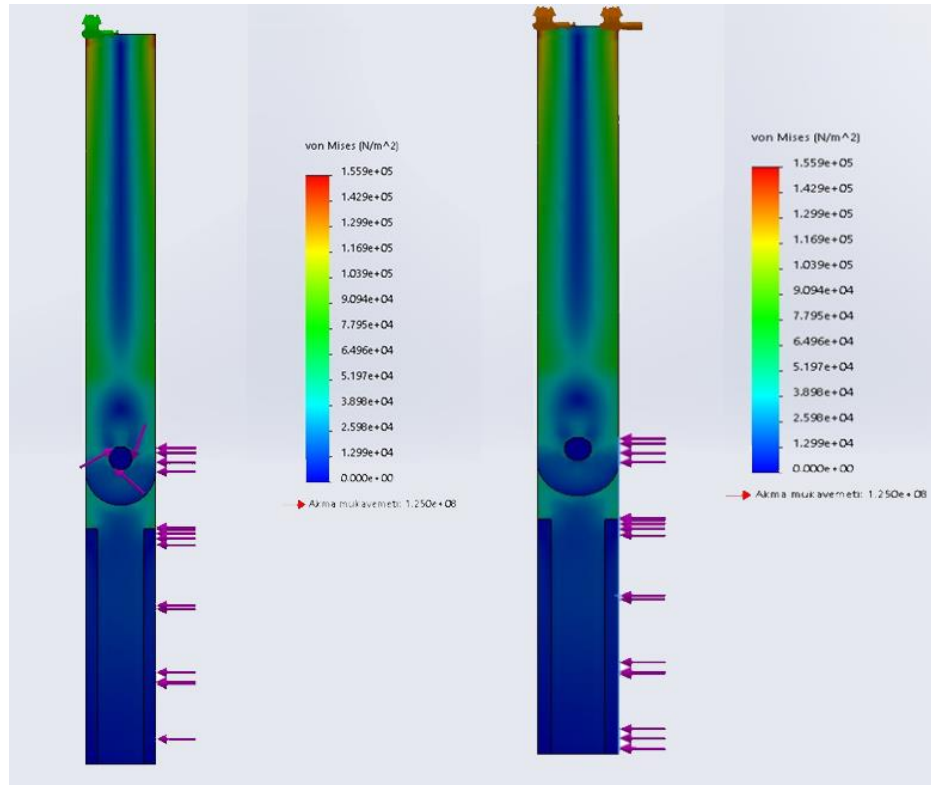 von Mises (N/m^2)
1.559e+05
1.429e+05
1.299e+05
1.169e+05
1.039e+05
9.094e+04
7.795e+04
6.496e+04
5.197e+04
3.898e+04
2.598e+04
1.299e+04
0.000e+00
Akma mukavemeti: 1.250e+08
von Mises (N/m^2)
1.559e+05
1.429e+05
1.299e+05
1.169e+05
1.039e+05
9.094e+04
7.795e+04
6.496e+04
5.197e+04
3.898e+04
2.598e+04
1.299e+04
0.000e+00
Akma mukavemeti: 1.250e+08